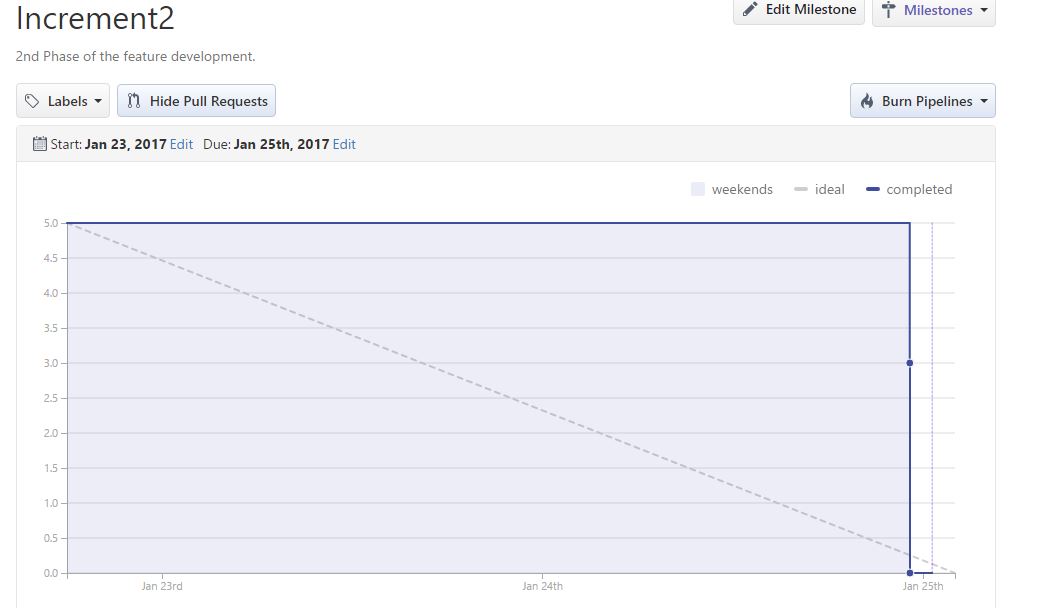 Increment2
Edit Milestone
Milestones
2nd Phase of the feature development.
Labels
Hide Pull Requests
Burn Pipelines
Start: Jan 23, 2017 Edit Due: Jan 25th, 2017 Edit
weekends
ideal
completed
5.0
4.5
4.0
3.5
3.0
2.5
2.0
1.5
1.0
0.5
0.0
Jan 23rd
Jan 24th
Jan 25th